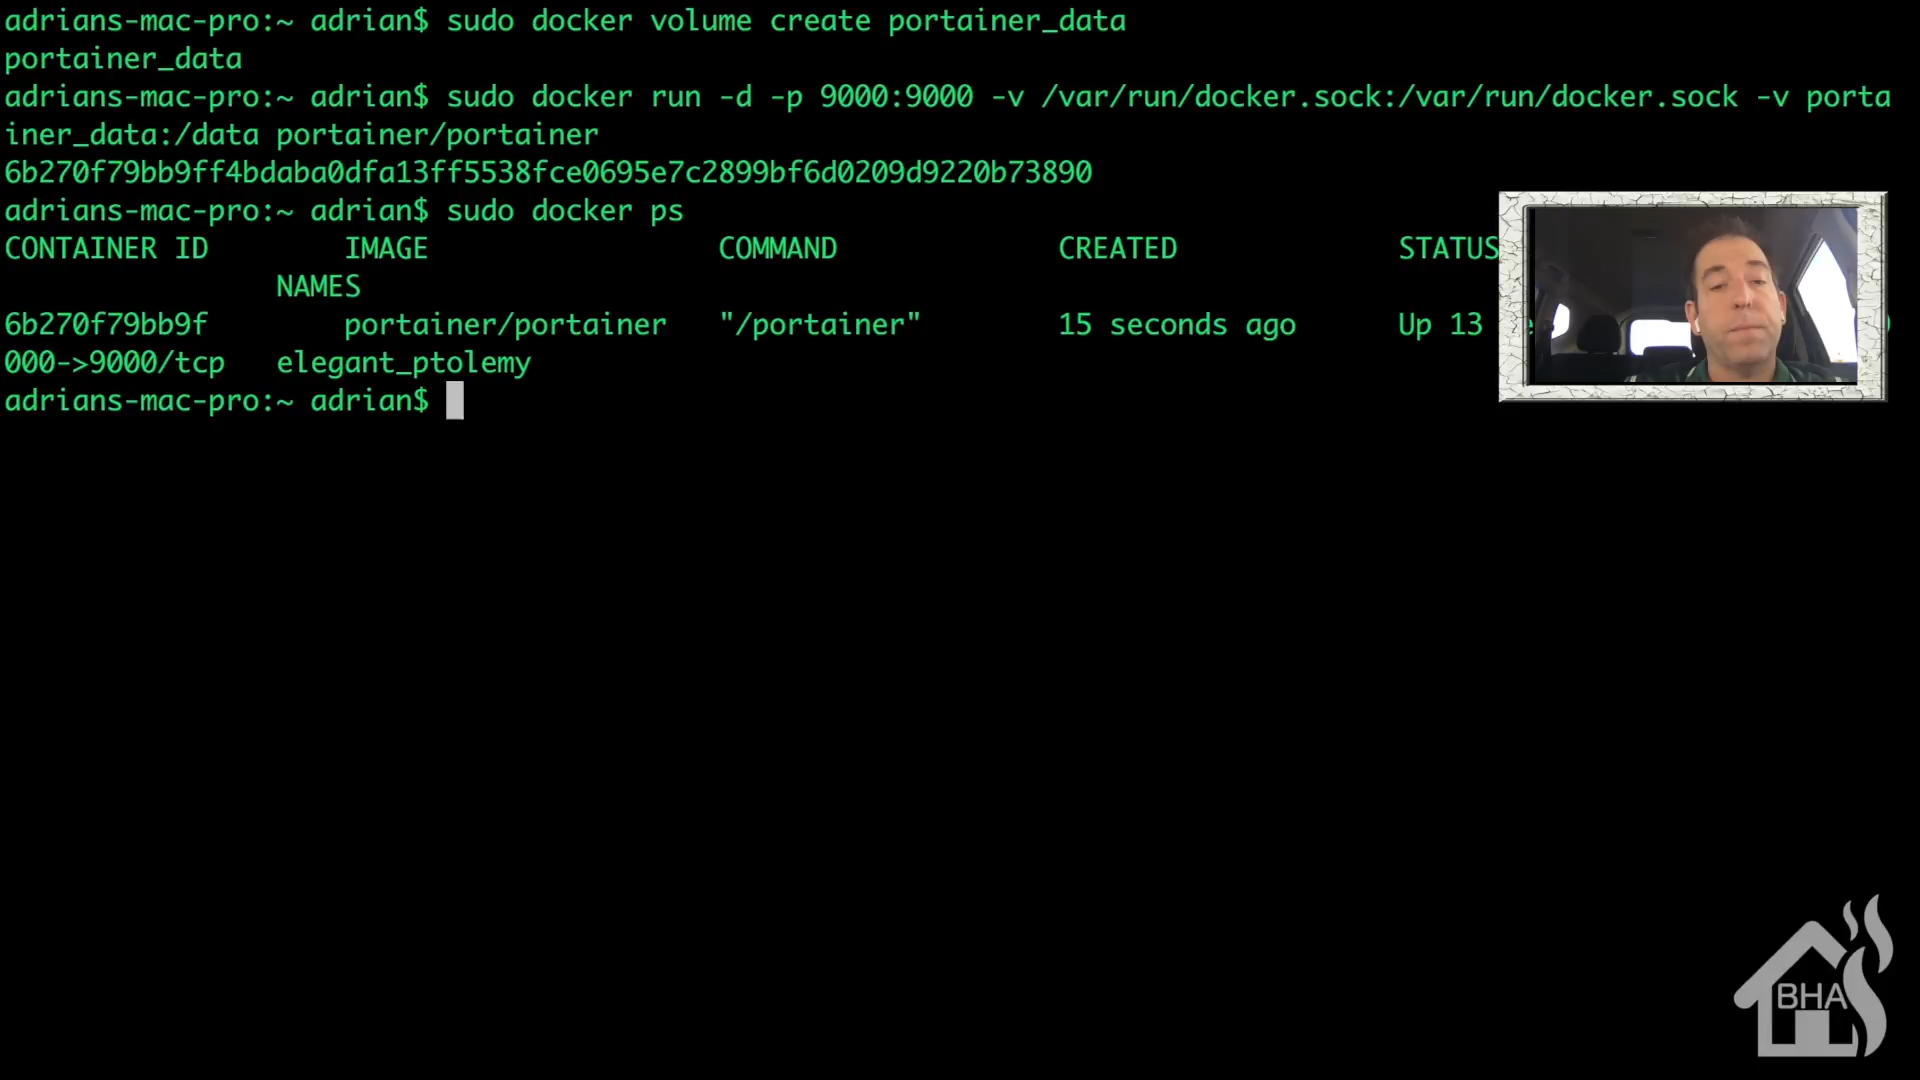 adrians-mac-pro:~ adrian$ sudo docker volume create portainer_data
portainer_data
adrians-mac-pro:~ adrian$ sudo docker run -d -p 9000:9000 -v /var/run/docker.sock:/var/run/docker.sock -v porta
iner_data:/data portainer/portainer
6b270f79bb9ff4bdaba0dfa13ff5538fce0695e7c2899bf6d0209d9220b73890
adrians-mac-pro:~ adrian$ sudo docker ps
CONTAINER ID IMAGE COMMAND CREATED STATUS
NAMES
6b270f79bb9f portainer/portainer "/portainer" 15 seconds ago Up 13
000->9000/tcp elegant_ptolemy
adrians-mac-pro:~ adrian$
BHA